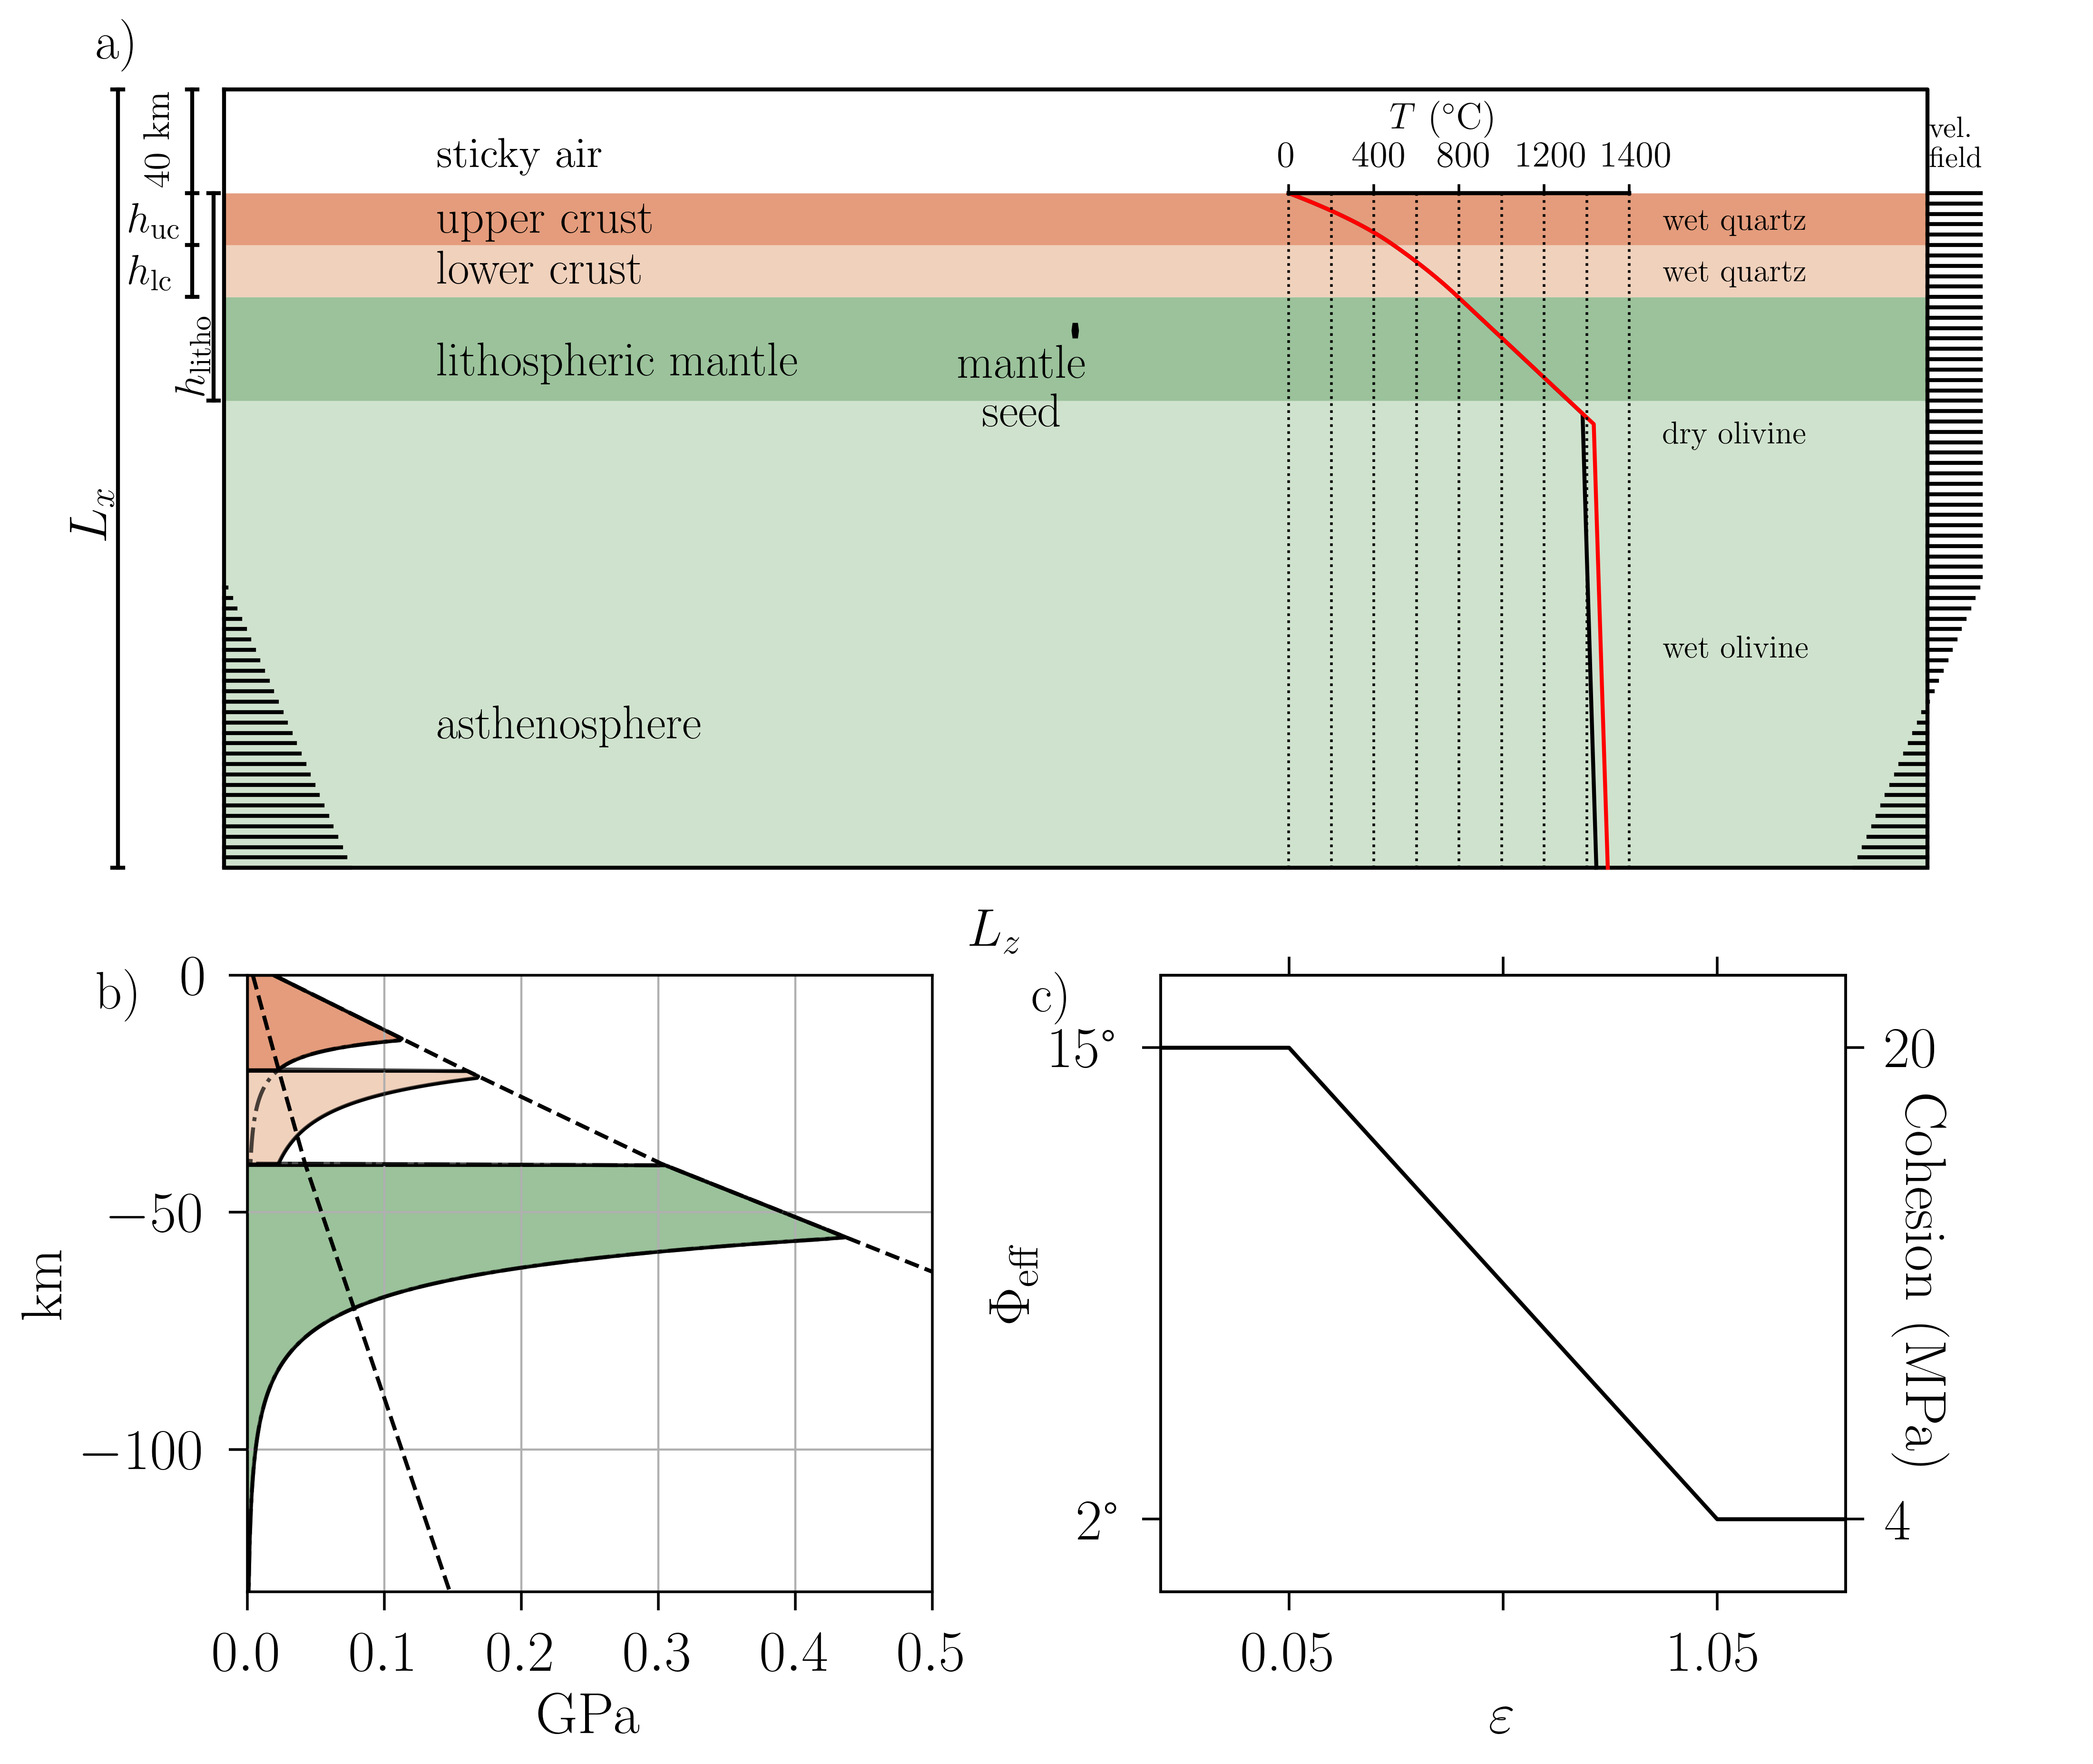 a)
40 km
h_uc
h_lc
h_litho
L_x
sticky air
upper crust
lower crust
lithospheric mantle
mantle
seed
asthenosphere
T (°C)
0 400 800 1200 1400
vel.
field
wet quartz
wet quartz
dry olivine
wet olivine
L_z
b)
0
−50
−100
km
0.0 0.1 0.2 0.3 0.4 0.5
GPa
c)
15°
2°
Φ_eff
20
4
Cohesion (MPa)
0.05 1.05
ε